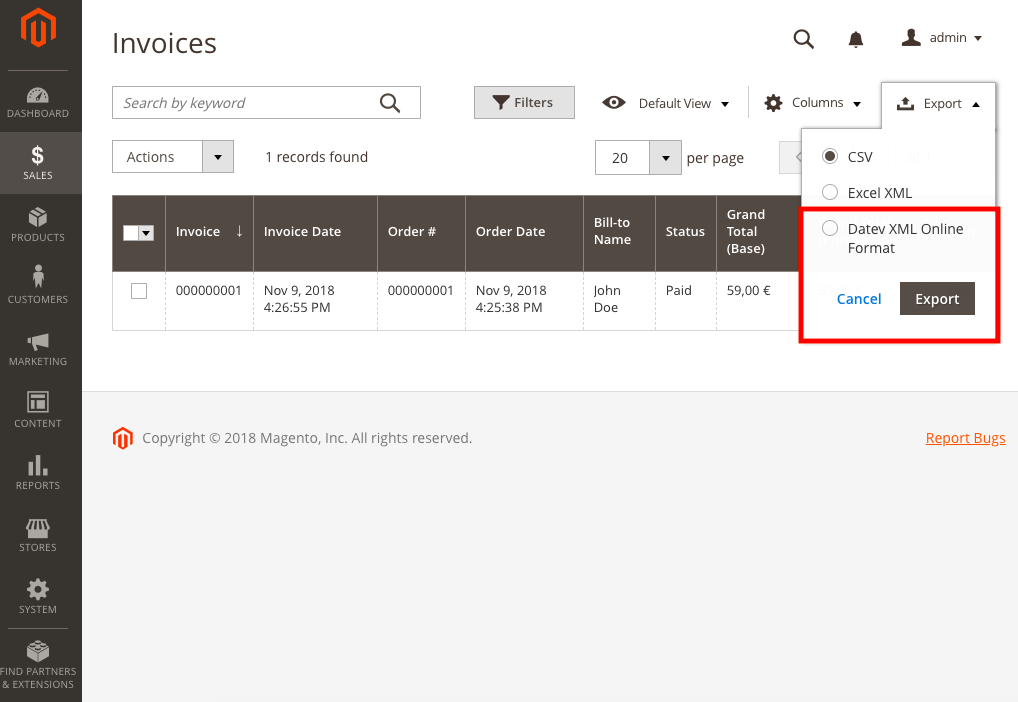 Invoices
admin
Search by keyword
Filters
Default View
Columns
Export
Actions
1 records found
20
per page
CSV
Excel XML
Datev XML Online
Format
Cancel
Export
Invoice ↓
Invoice Date
Order #
Order Date
Bill-to
Name
Status
Grand
Total
(Base)
000000001
Nov 9, 2018
4:26:55 PM
000000001
Nov 9, 2018
4:25:38 PM
John
Doe
Paid
59,00 €
DASHBOARD
$
SALES
PRODUCTS
CUSTOMERS
MARKETING
CONTENT
REPORTS
STORES
SYSTEM
FIND PARTNERS
& EXTENSIONS
Copyright © 2018 Magento, Inc. All rights reserved.
Report Bugs